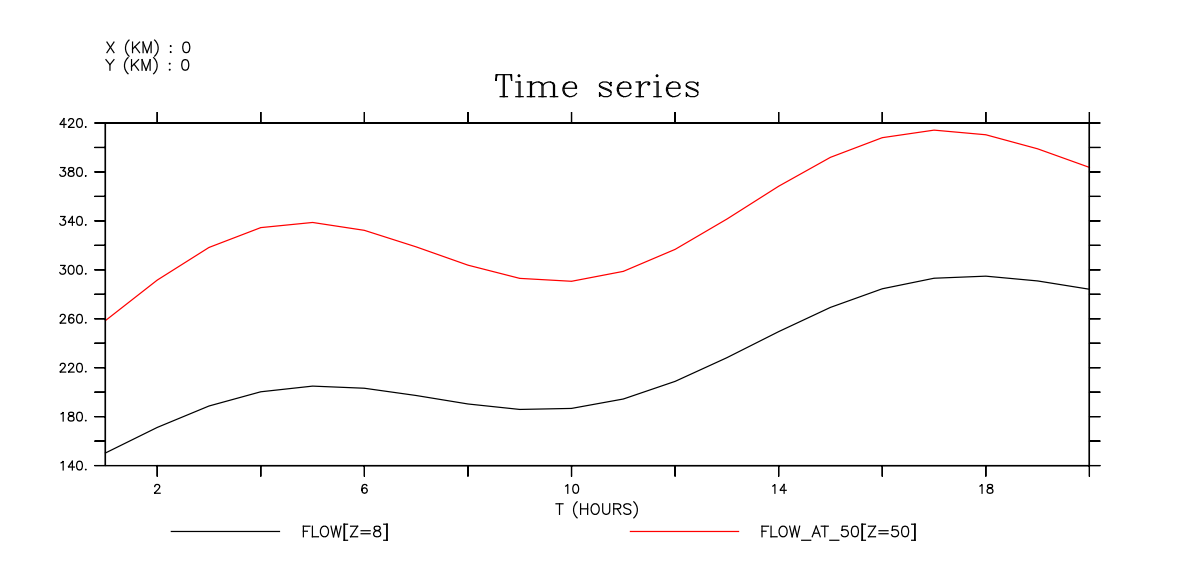 X (KM) : 0
Y (KM) : 0
Time series
420.
380.
340.
300.
260.
220.
180.
140.
2 6 10 14 18
T (HOURS)
FLOW[Z=8] FLOW_AT_50[Z=50]